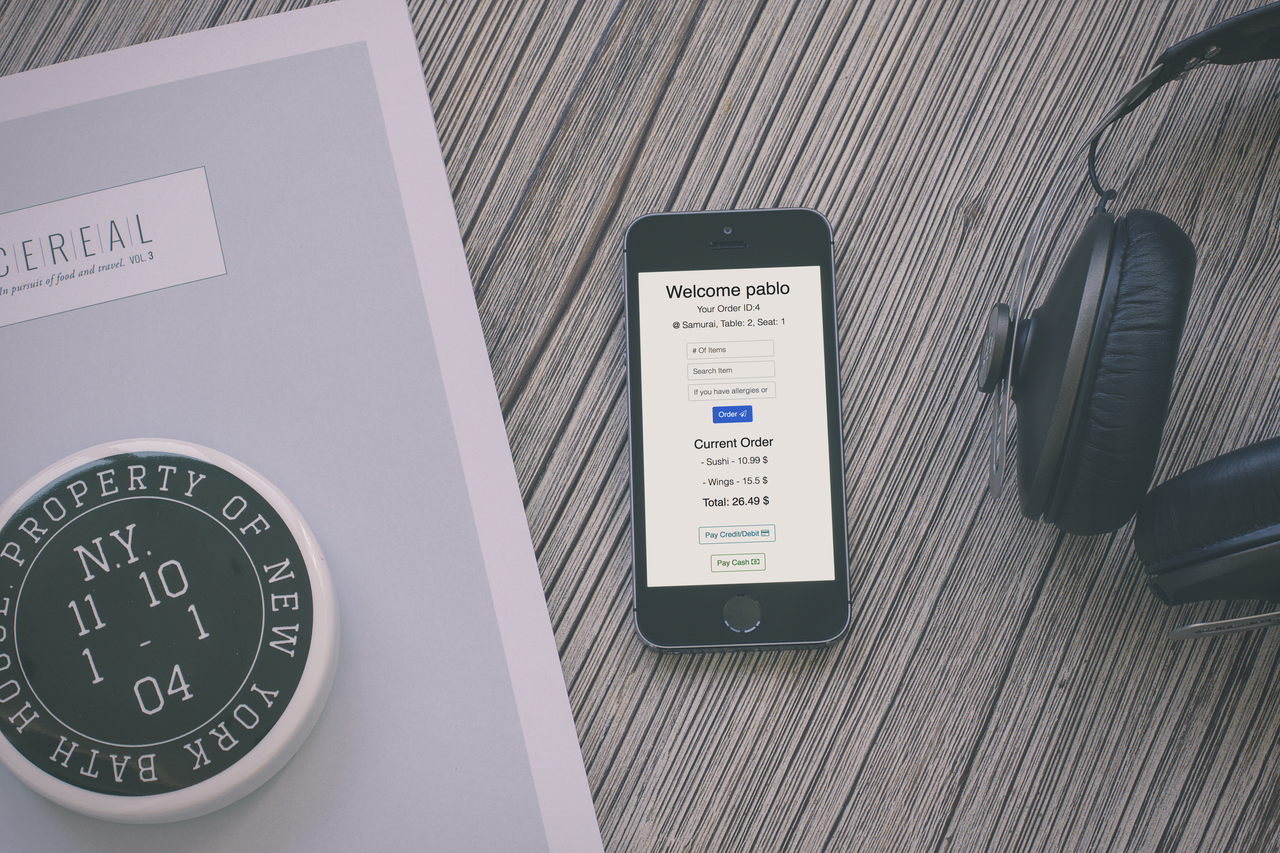 CEREAL
In pursuit of food and travel. VOL.3
PROPERTY OF NEW YORK BATH HOUSE.
N.Y.
11 10
1 - 1
04
Welcome pablo
Your Order ID:4
@ Samurai, Table: 2, Seat: 1
# Of Items
Search Item
If you have allergies or
Order
Current Order
- Sushi - 10.99 $
- Wings - 15.5 $
Total: 26.49 $
Pay Credit/Debit
Pay Cash